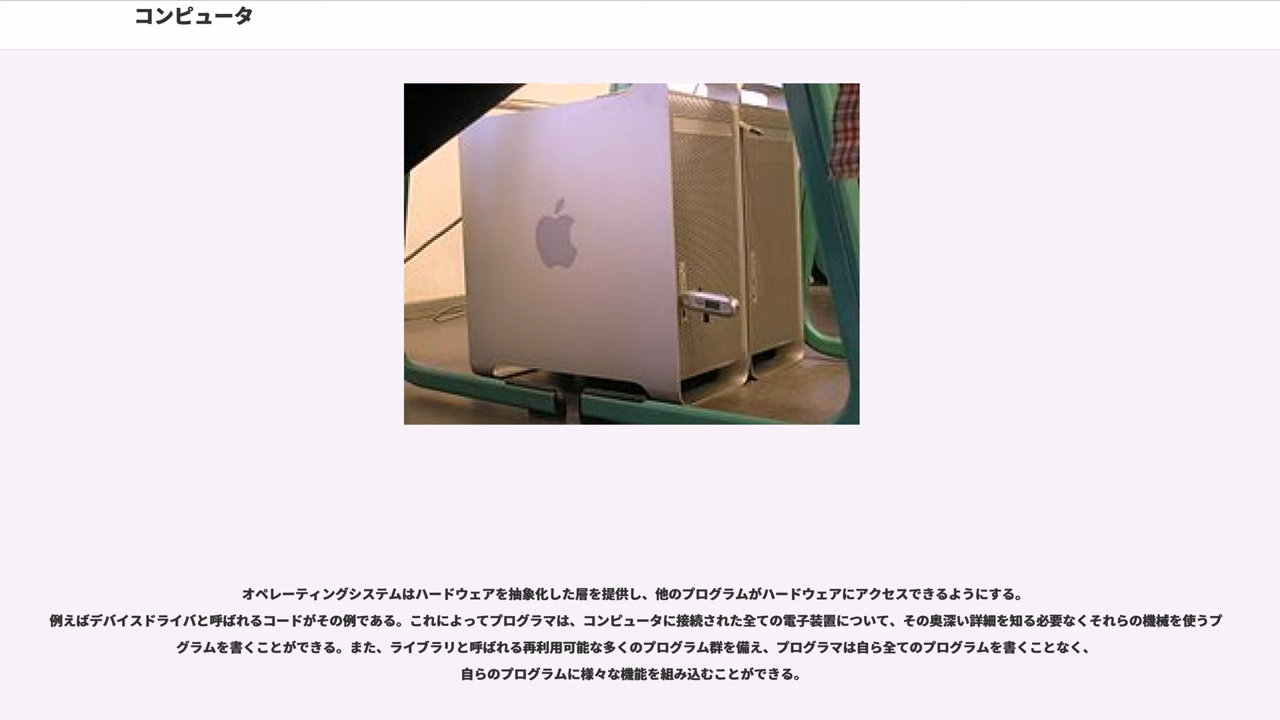 コンピュータ
オペレーティングシステムはハードウェアを抽象化した層を提供し、他のプログラムがハードウェアにアクセスできるようにする。
例えばデバイスドライバと呼ばれるコードがその例である。これによってプログラマは、コンピュータに接続された全ての電子装置について、その奥深い詳細を知る必要なくそれらの機械を使うプ
グラムを書くことができる。また、ライブラリと呼ばれる再利用可能な多くのプログラム群を備え、プログラマは自ら全てのプログラムを書くことなく、
自らのプログラムに様々な機能を組み込むことができる。